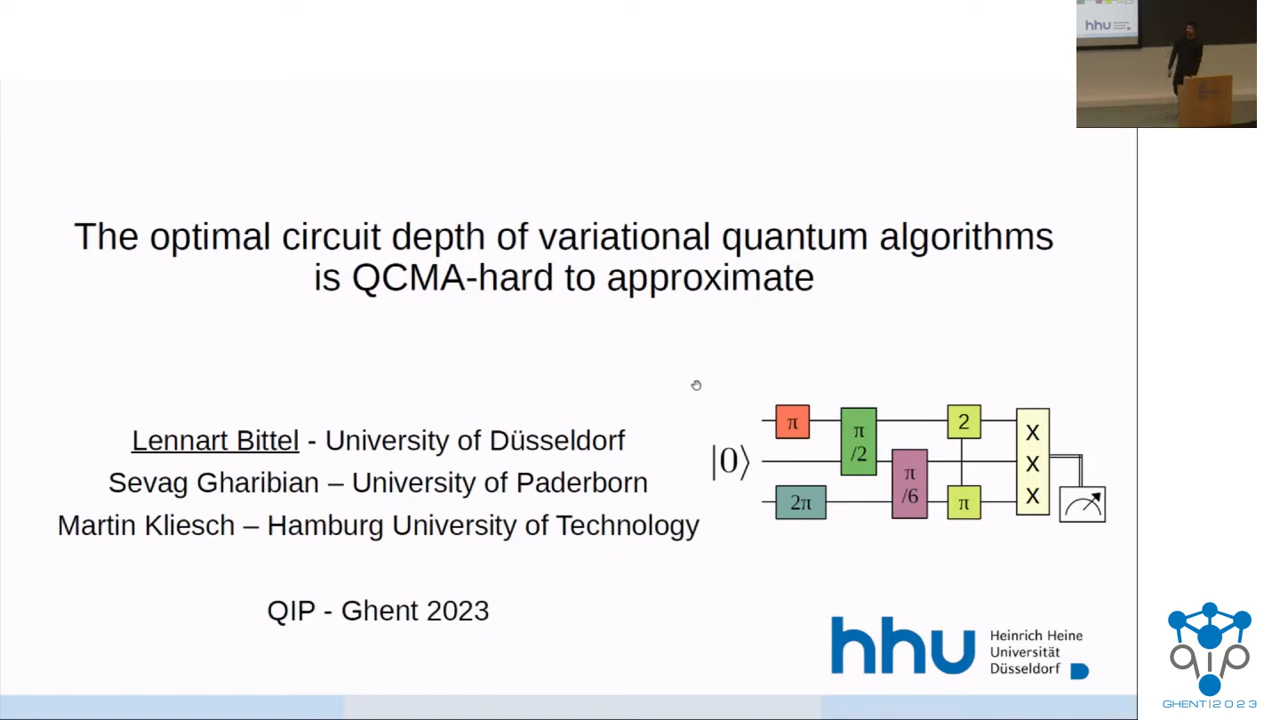 hhu
The optimal circuit depth of variational quantum algorithms
is QCMA-hard to approximate
Lennart Bittel - University of Düsseldorf
Sevag Gharibian – University of Paderborn
Martin Kliesch – Hamburg University of Technology
QIP - Ghent 2023
|0⟩
π
2π
π
/2
π
/6
2
π
X
X
X
hhu
Heinrich Heine
Universität
Düsseldorf
qip
GHENT|2023